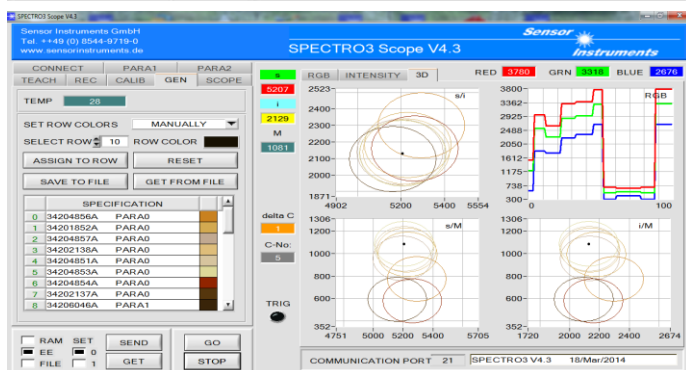 SPECTRO3 Scope V4.3
Sensor Instruments GmbH
Tel. ++49 (0) 8544-9719-0
www.sensorinstruments.de
SPECTRO3 Scope V4.3
Sensor
Instruments
CONNECT PARA1 PARA2
TEACH REC CALIB. GEN SCOPE
TEMP 28
SET ROW COLORS MANUALLY
SELECT ROW 10 ROW COLOR
ASSIGN TO ROW RESET
SAVE TO FILE GET FROM FILE
SPECIFICATION
0 34204856A PARA0
1 34201852A PARA0
2 34204857A PARA0
3 34202138A PARA0
4 34204851A PARA0
5 34204853A PARA0
6 34204854A PARA0
7 34202137A PARA0
8 34206046A PARA1
RAM SET SEND GO
EE 0
FILE 1 GET STOP
s
5207
i
2129
M
1081
delta C
1
C-No:
5
TRIG
RGB INTENSITY 3D
RED 3780 GRN 3318 BLUE 2676
s/i
2523
2400
2300
2200
2100
2000
1871
4902 5200 5400 5554
RGB
3800
3362
2925
2488
2050
1612
1175
738
300
0 100
s/M
1306
1200
1000
800
600
352
4751 5000 5200 5400 5705
i/M
1306
1200
1000
800
600
352
1720 2000 2200 2400 2674
COMMUNICATION PORT 21 SPECTRO3 V4.3 18/Mar/2014